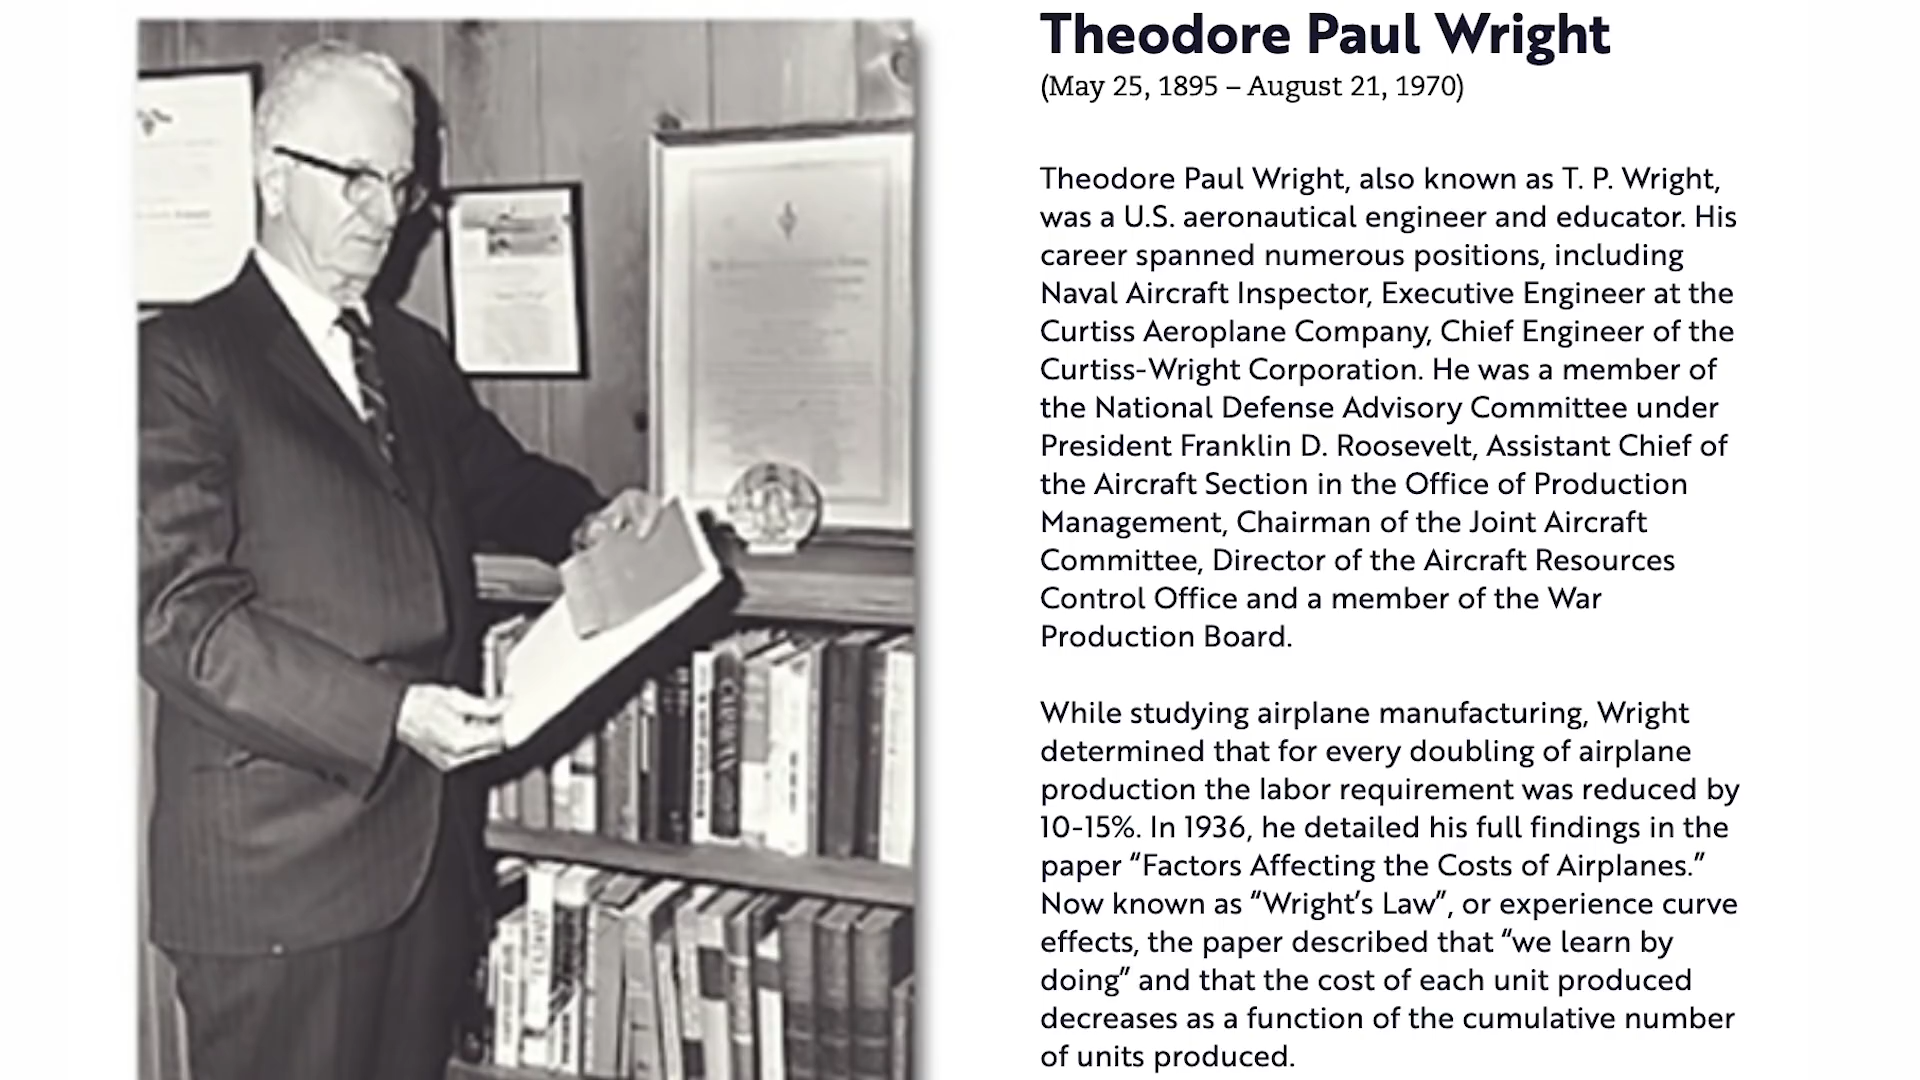 Theodore Paul Wright
(May 25, 1895 – August 21, 1970)
Theodore Paul Wright, also known as T. P. Wright,
was a U.S. aeronautical engineer and educator. His
career spanned numerous positions, including
Naval Aircraft Inspector, Executive Engineer at the
Curtiss Aeroplane Company, Chief Engineer of the
Curtiss-Wright Corporation. He was a member of
the National Defense Advisory Committee under
President Franklin D. Roosevelt, Assistant Chief of
the Aircraft Section in the Office of Production
Management, Chairman of the Joint Aircraft
Committee, Director of the Aircraft Resources
Control Office and a member of the War
Production Board.
While studying airplane manufacturing, Wright
determined that for every doubling of airplane
production the labor requirement was reduced by
10-15%. In 1936, he detailed his full findings in the
paper “Factors Affecting the Costs of Airplanes.”
Now known as “Wright’s Law”, or experience curve
effects, the paper described that “we learn by
doing” and that the cost of each unit produced
decreases as a function of the cumulative number
of units produced.